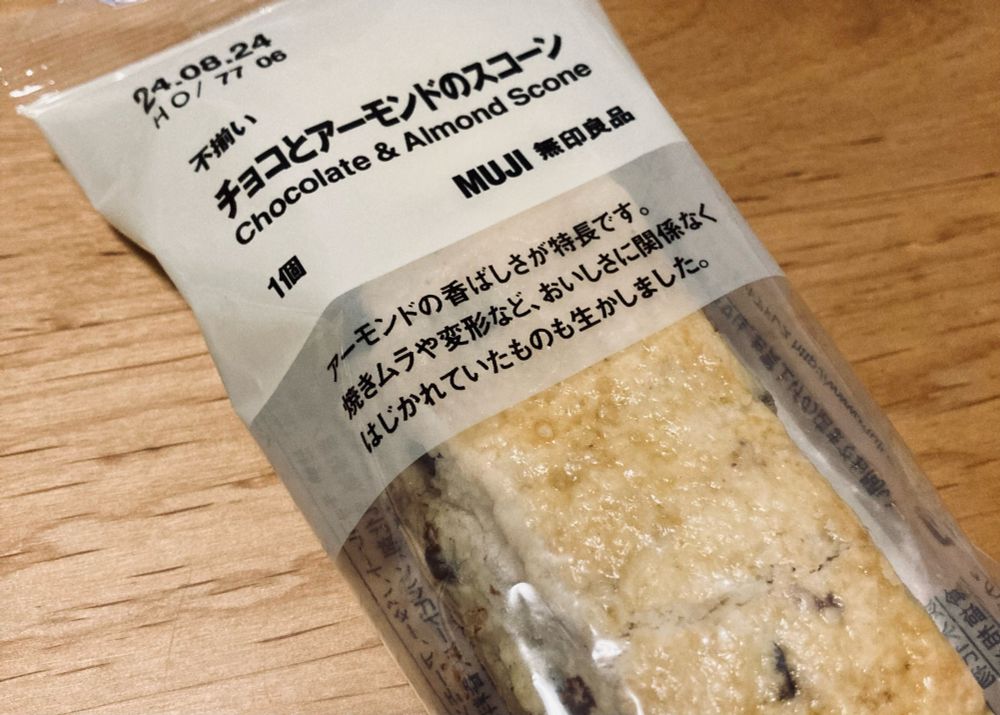 24.08.24
HO/ 77 06
不揃い
チョコとアーモンドのスコーン
Chocolate & Almond Scone
MUJI 無印良品
1個
アーモンドの香ばしさが特長です。
焼きムラや変形など、おいしさに関係なく
はじかれていたものも生かしました。